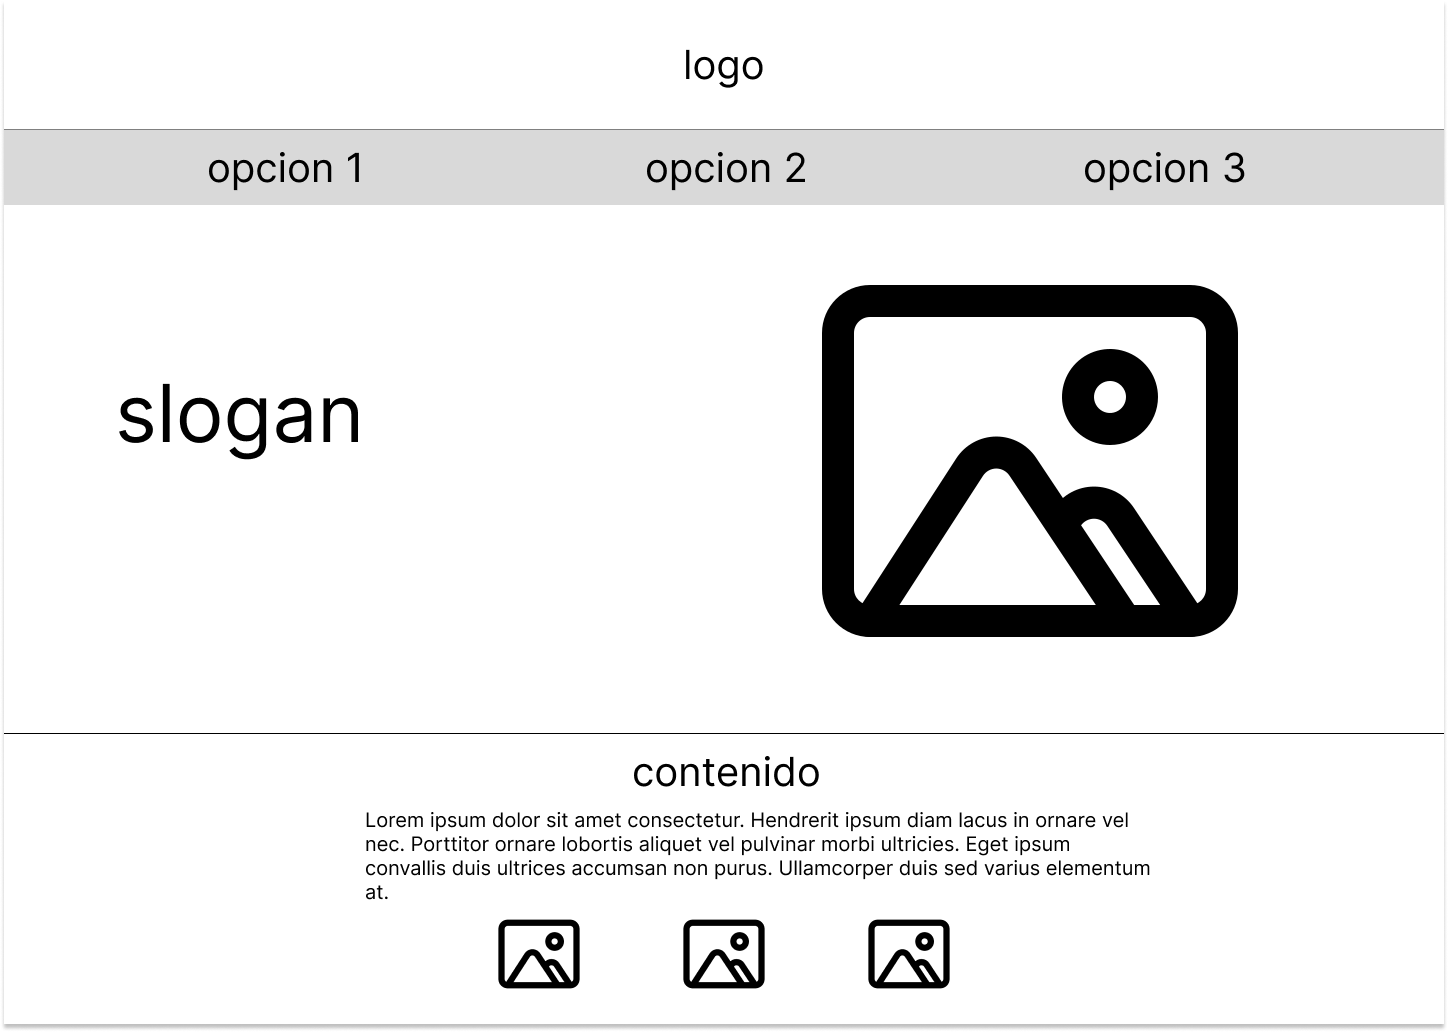 logo
opcion 1
opcion 2
opcion 3
slogan
contenido
Lorem ipsum dolor sit amet consectetur. Hendrerit ipsum diam lacus in ornare vel
nec. Porttitor ornare lobortis aliquet vel pulvinar morbi ultricies. Eget ipsum
convallis duis ultrices accumsan non purus. Ullamcorper duis sed varius elementum
at.